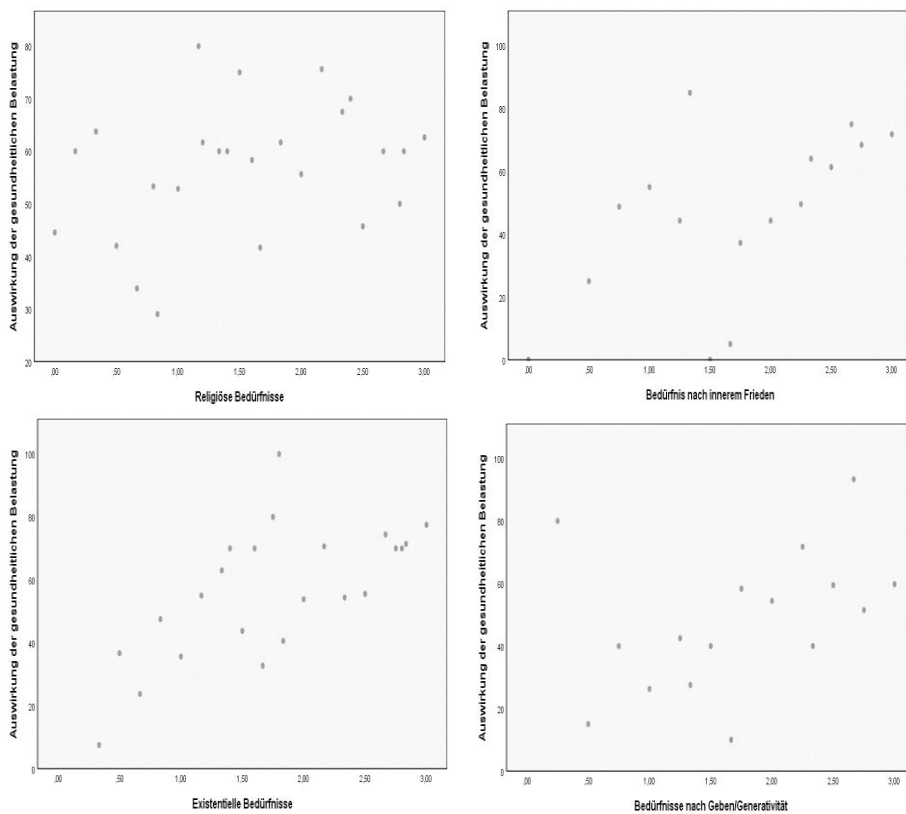 Auswirkung der gesundheitlichen Belastung
80
70
60
50
40
30
20
,00 ,50 1,00 1,50 2,00 2,50 3,00
Religiöse Bedürfnisse
Auswirkung der gesundheitlichen Belastung
100
80
60
40
20
0
,00 ,50 1,00 1,50 2,00 2,50 3,00
Bedürfnis nach innerem Frieden
Auswirkung der gesundheitlichen Belastung
100
80
60
40
20
0
,00 ,50 1,00 1,50 2,00 2,50 3,00
Existentielle Bedürfnisse
Auswirkung der gesundheitlichen Belastung
100
80
60
40
20
0
,00 ,50 1,00 1,50 2,00 2,50 3,00
Bedürfnisse nach Geben/Generativität